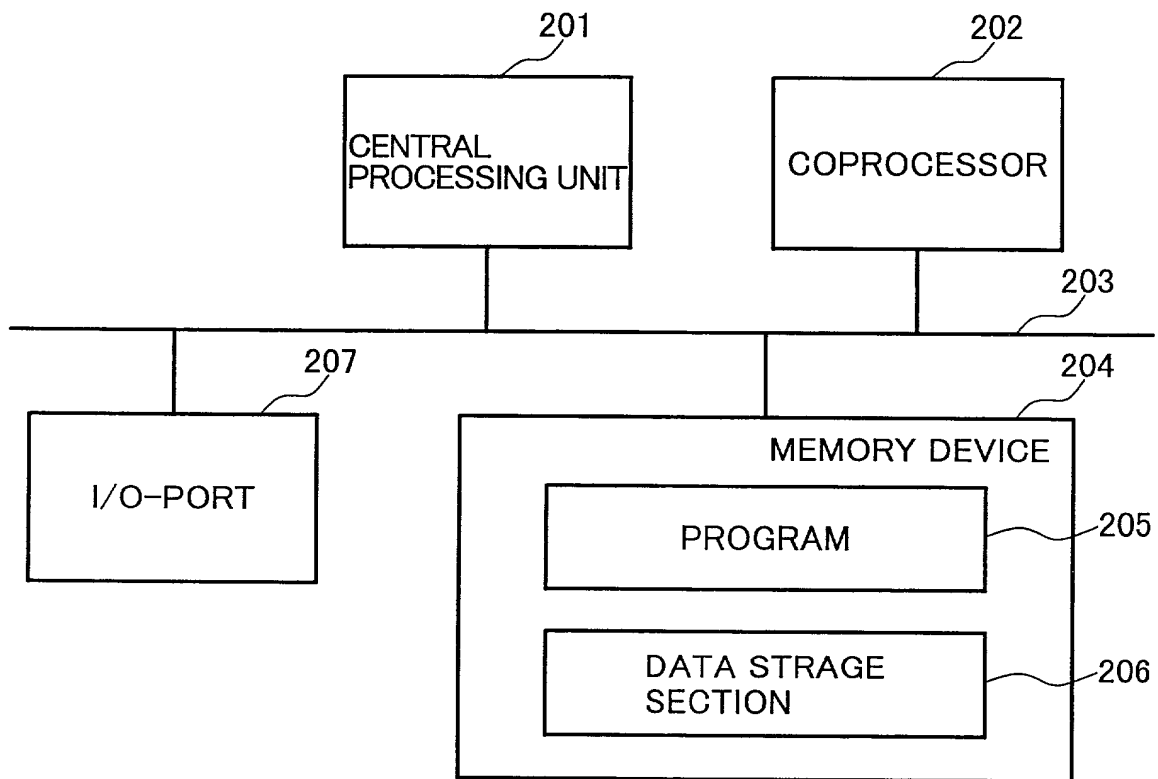 201
202
CENTRAL
PROCESSING UNIT
COPROCESSOR
203
207
204
I/O-PORT
MEMORY DEVICE
PROGRAM
205
DATA STRAGE
SECTION
206